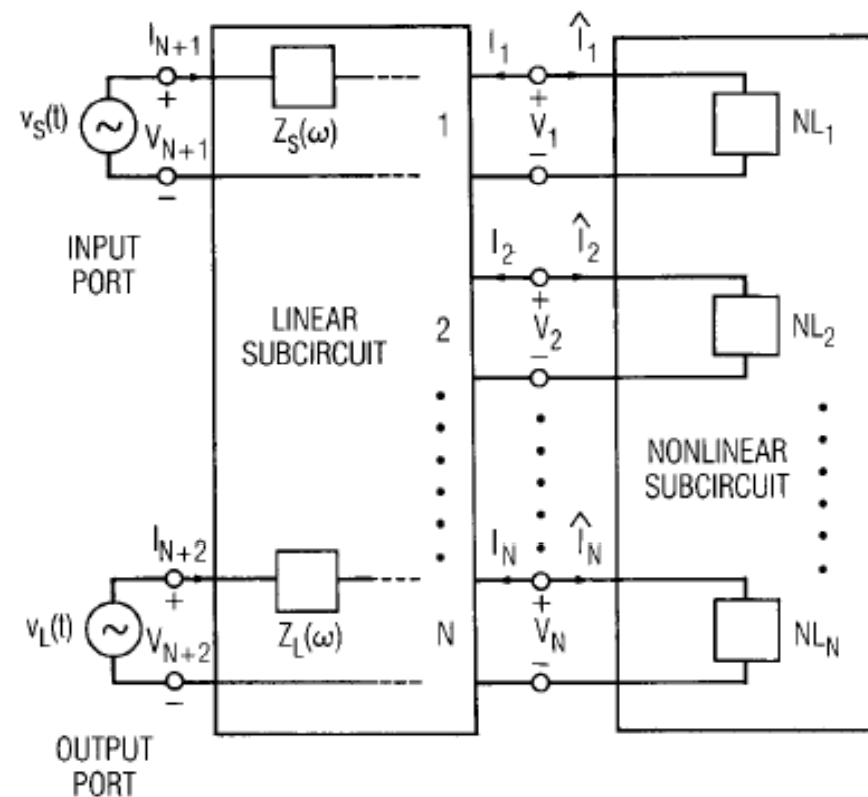 I_{N+1}
+
v_S(t)
V_{N+1}
−
Z_S(ω)
INPUT
PORT
LINEAR
SUBCIRCUIT
1
2
N
I_1
Î_1
+
V_1
−
NL_1
I_2
Î_2
+
V_2
−
NL_2
NONLINEAR
SUBCIRCUIT
I_N
Î_N
+
V_N
−
NL_N
I_{N+2}
+
v_L(t)
V_{N+2}
−
Z_L(ω)
OUTPUT
PORT